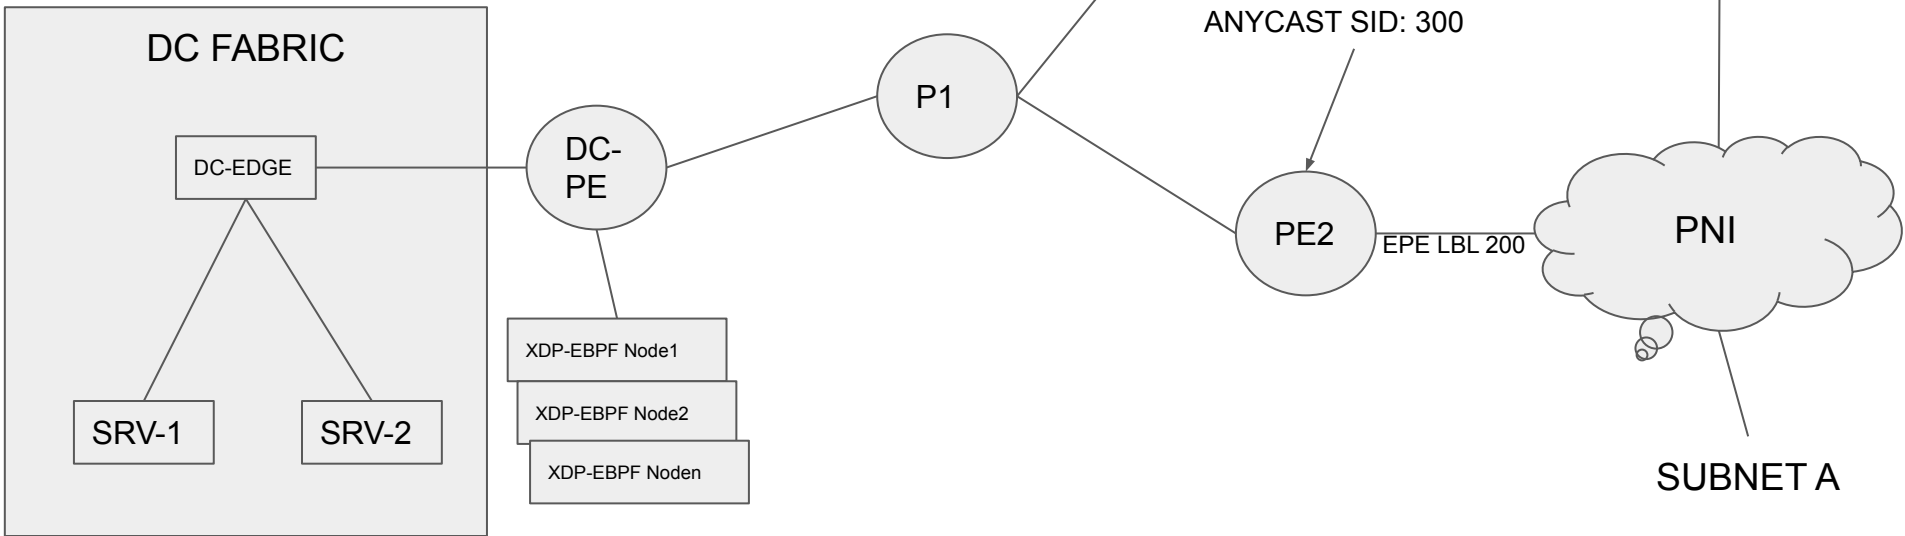 ANYCAST SID: 300
DC FABRIC
P1
DC-
PE
DC-EDGE
PE2
EPE LBL 200
PNI
XDP-EBPF Node1
XDP-EBPF Node2
XDP-EBPF Noden
SRV-1
SRV-2
SUBNET A